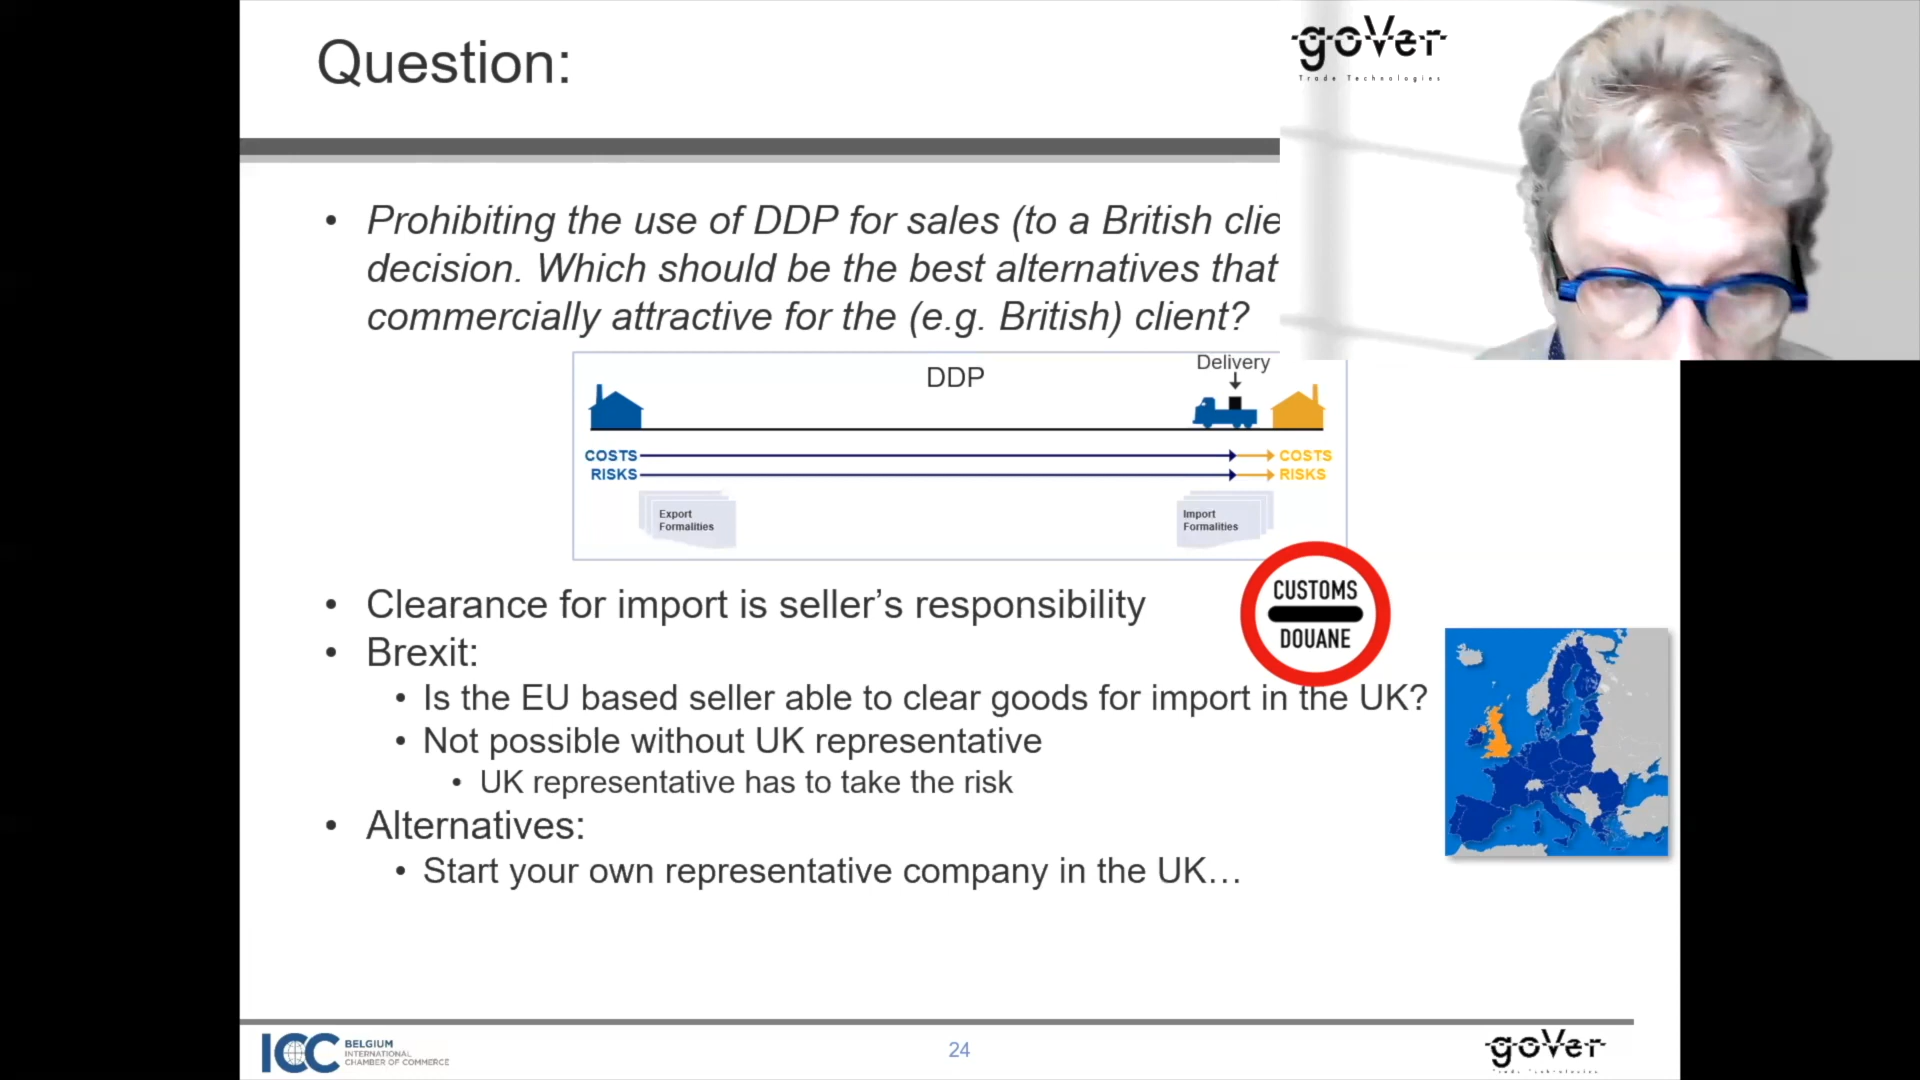 Question:
goVer
Trade Technologies
• Prohibiting the use of DDP for sales (to a British clie
decision. Which should be the best alternatives that
commercially attractive for the (e.g. British) client?
DDP
Delivery
COSTS
COSTS
RISKS
RISKS
Export
Formalities
Import
Formalities
CUSTOMS
DOUANE
• Clearance for import is seller’s responsibility
• Brexit:
• Is the EU based seller able to clear goods for import in the UK?
• Not possible without UK representative
• UK representative has to take the risk
• Alternatives:
• Start your own representative company in the UK…
ICC BELGIUM
INTERNATIONAL
CHAMBER OF COMMERCE
24
goVer
Trade Technologies